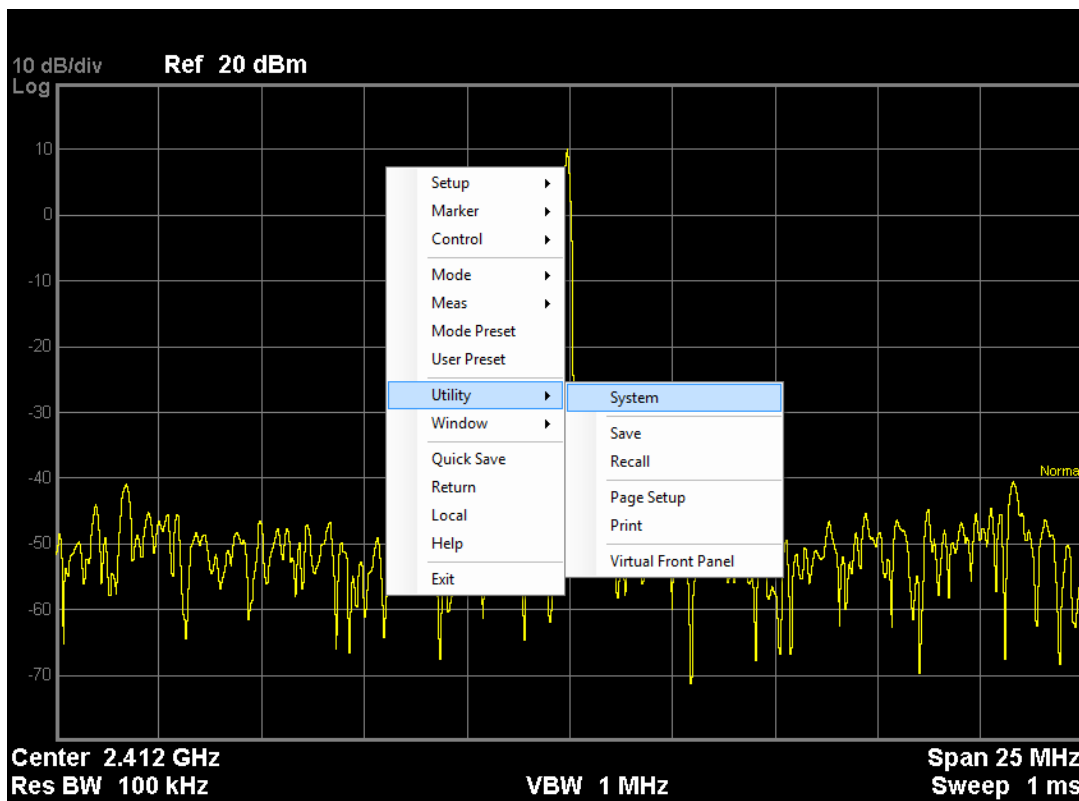 10 dB/div Ref 20 dBm
Log
10
0
-10
-20
-30
-40
-50
-60
-70
Norma
Setup
Marker
Control
Mode
Meas
Mode Preset
User Preset
Utility
Window
Quick Save
Return
Local
Help
Exit
System
Save
Recall
Page Setup
Print
Virtual Front Panel
Center 2.412 GHz Span 25 MHz
Res BW 100 kHz VBW 1 MHz Sweep 1 ms